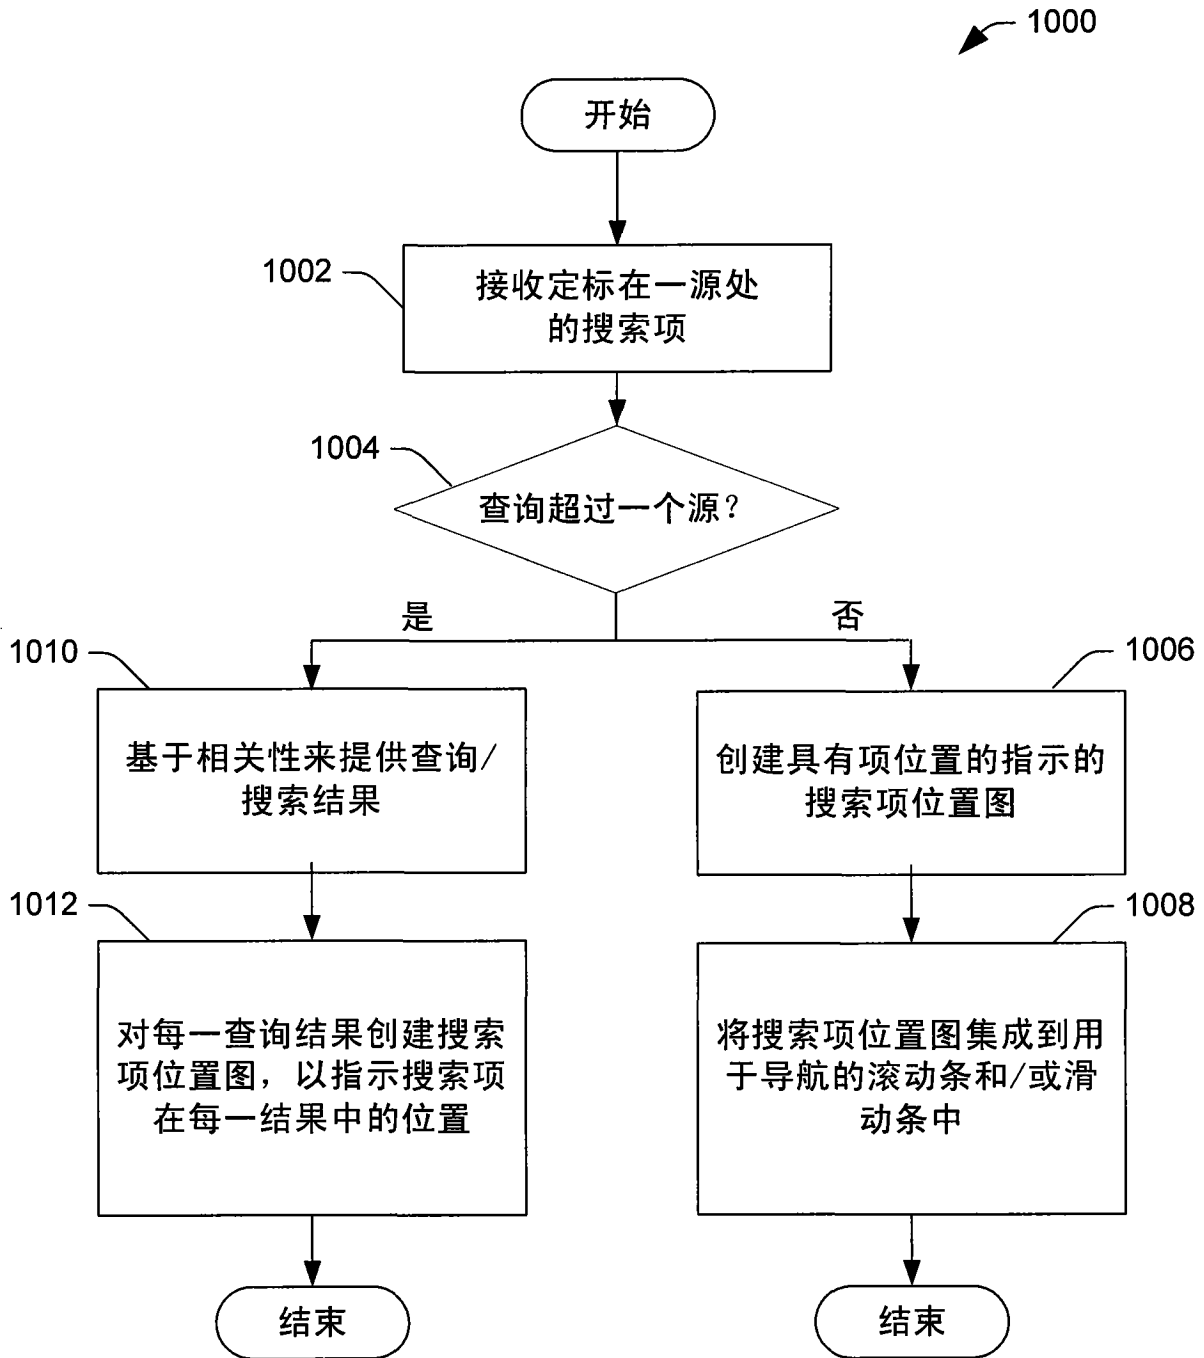 1000
开始
1002
接收定标在一源处
的搜索项
1004
查询超过一个源？
是
否
1010
1006
基于相关性来提供查询/
搜索结果
创建具有项位置的指示的
搜索项位置图
1012
1008
对每一查询结果创建搜索
项位置图，以指示搜索项
在每一结果中的位置
将搜索项位置图集成到用
于导航的滚动条和/或滑
动条中
结束
结束